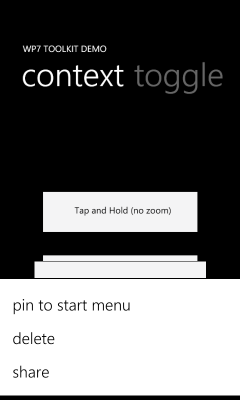 WP7 TOOLKIT DEMO
context toggle
Tap and Hold (no zoom)
pin to start menu
delete
share